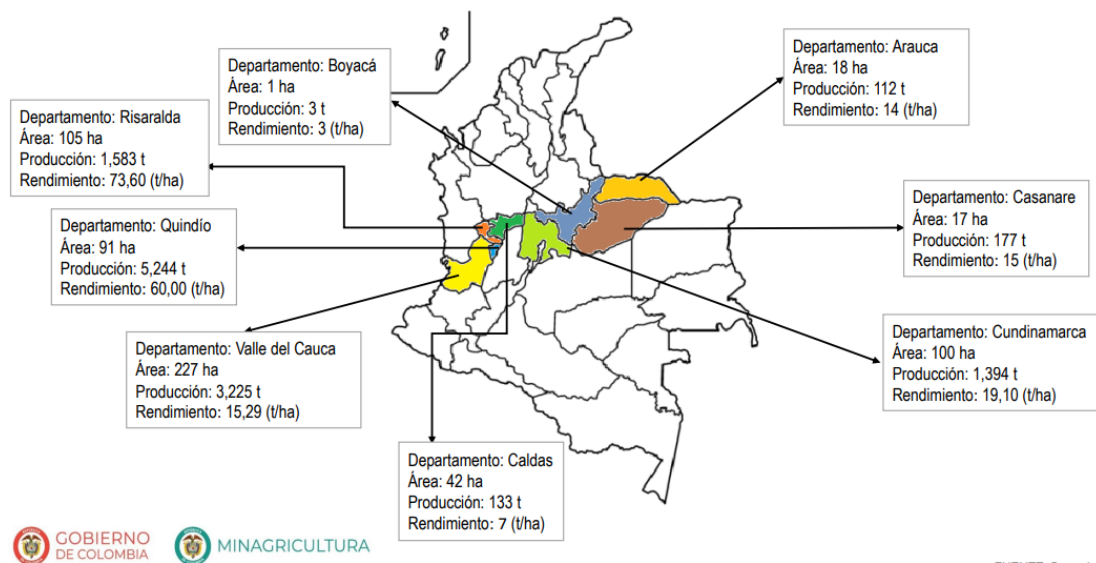 Departamento: Boyacá
Área: 1 ha
Producción: 3 t
Rendimiento: 3 (t/ha)
Departamento: Arauca
Área: 18 ha
Producción: 112 t
Rendimiento: 14 (t/ha)
Departamento: Risaralda
Área: 105 ha
Producción: 1,583 t
Rendimiento: 73,60 (t/ha)
Departamento: Casanare
Área: 17 ha
Producción: 177 t
Rendimiento: 15 (t/ha)
Departamento: Quindío
Área: 91 ha
Producción: 5,244 t
Rendimiento: 60,00 (t/ha)
Departamento: Valle del Cauca
Área: 227 ha
Producción: 3,225 t
Rendimiento: 15,29 (t/ha)
Departamento: Cundinamarca
Área: 100 ha
Producción: 1,394 t
Rendimiento: 19,10 (t/ha)
Departamento: Caldas
Área: 42 ha
Producción: 133 t
Rendimiento: 7 (t/ha)
GOBIERNO
DE COLOMBIA
MINAGRICULTURA